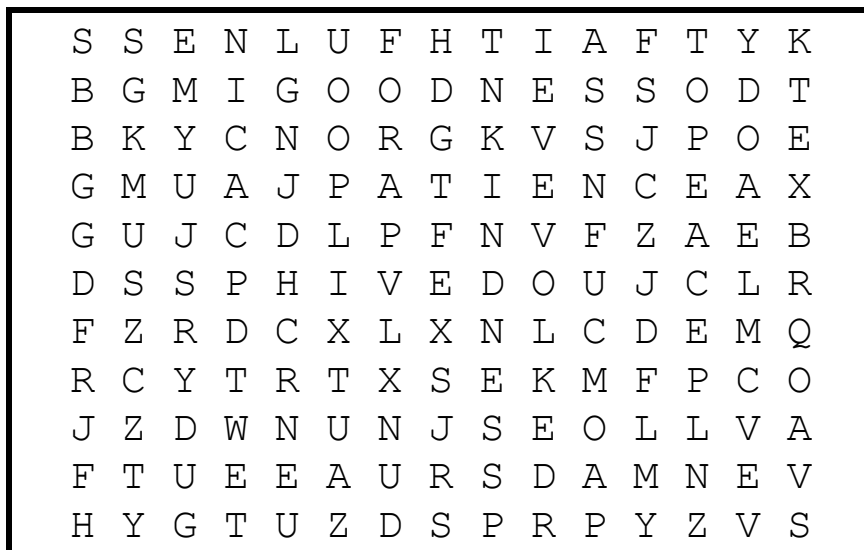 S S E N L U F H T I A F T Y K
B G M I G O O D N E S S O D T
B K Y C N O R G K V S J P O E
G M U A J P A T I E N C E A X
G U J C D L P F N V F Z A E B
D S S P H I V E D O U J C L R
F Z R D C X L X N L C D E M Q
R C Y T R T X S E K M F P C O
J Z D W N U N J S E O L L V A
F T U E E A U R S D A M N E V
H Y G T U Z D S P R P Y Z V S